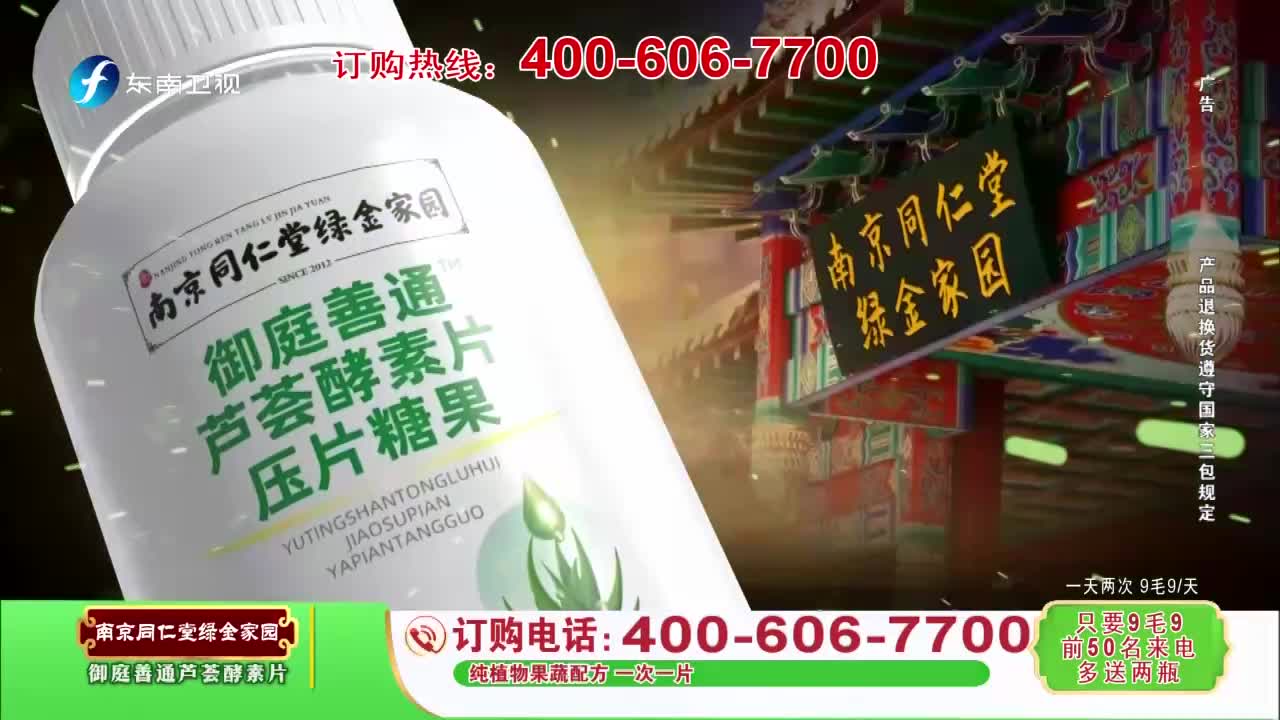 东南卫视
订购热线：400-606-7700
广告
产品退换货遵守国家三包规定
NANJING TONG REN TANG LV JIN JIA YUAN
南京同仁堂绿金家园
SINCE 2012
御庭善通™
芦荟酵素片
压片糖果
YUTINGSHANTONGLUHUI
JIAOSUPIAN
YAPIANTANGGUO
南京同仁堂
绿金家园
一天两次 9毛9/天
南京同仁堂绿金家园
御庭善通芦荟酵素片
订购电话:400-606-7700
纯植物果蔬配方 一次一片
只要9毛9
前50名来电
多送两瓶